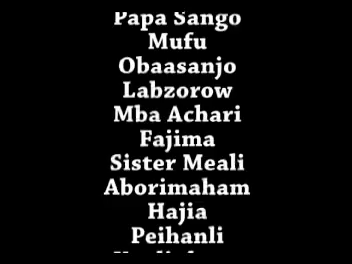 Papa Sango
Mufu
Obaasanjo
Labzorow
Mba Achari
Fajima
Sister Meali
Aborimaham
Hajia
Peihanli